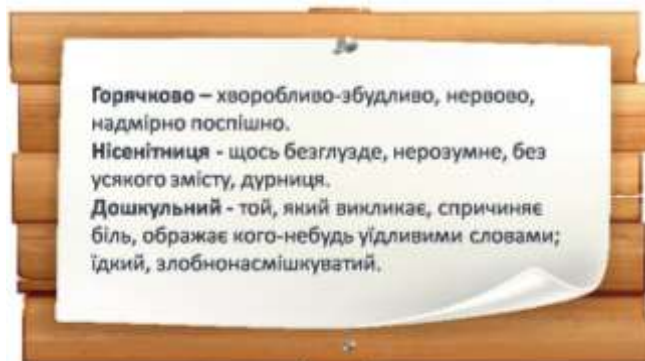 Горячково – хворобливо-збудливо, нервово,
надмірно поспішно.
Нісенітниця - щось безглузде, нерозумне, без
усякого змісту, дурниця.
Дошкульний - той, який викликає, спричиняє
біль, ображає кого-небудь уїдливими словами;
їдкий, злобнонасмішкуватий.